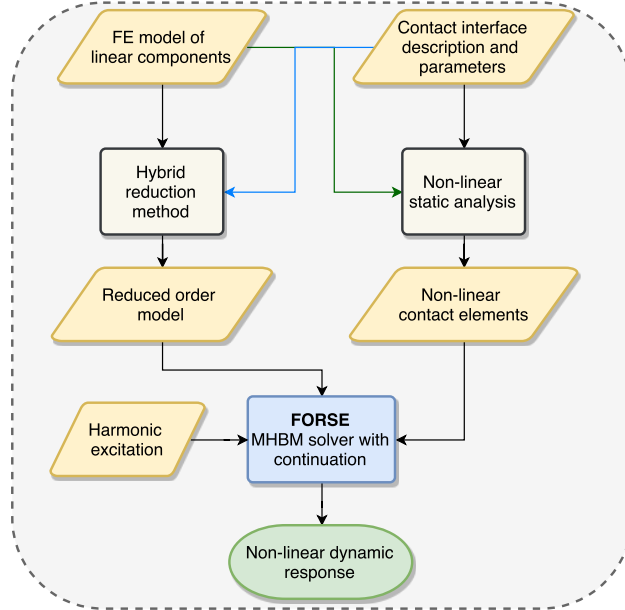 FE model of
linear components
Contact interface
description and
parameters
Hybrid
reduction
method
Non-linear
static analysis
Reduced order
model
Non-linear
contact elements
Harmonic
excitation
FORSE
MHBM solver with
continuation
Non-linear dynamic
response